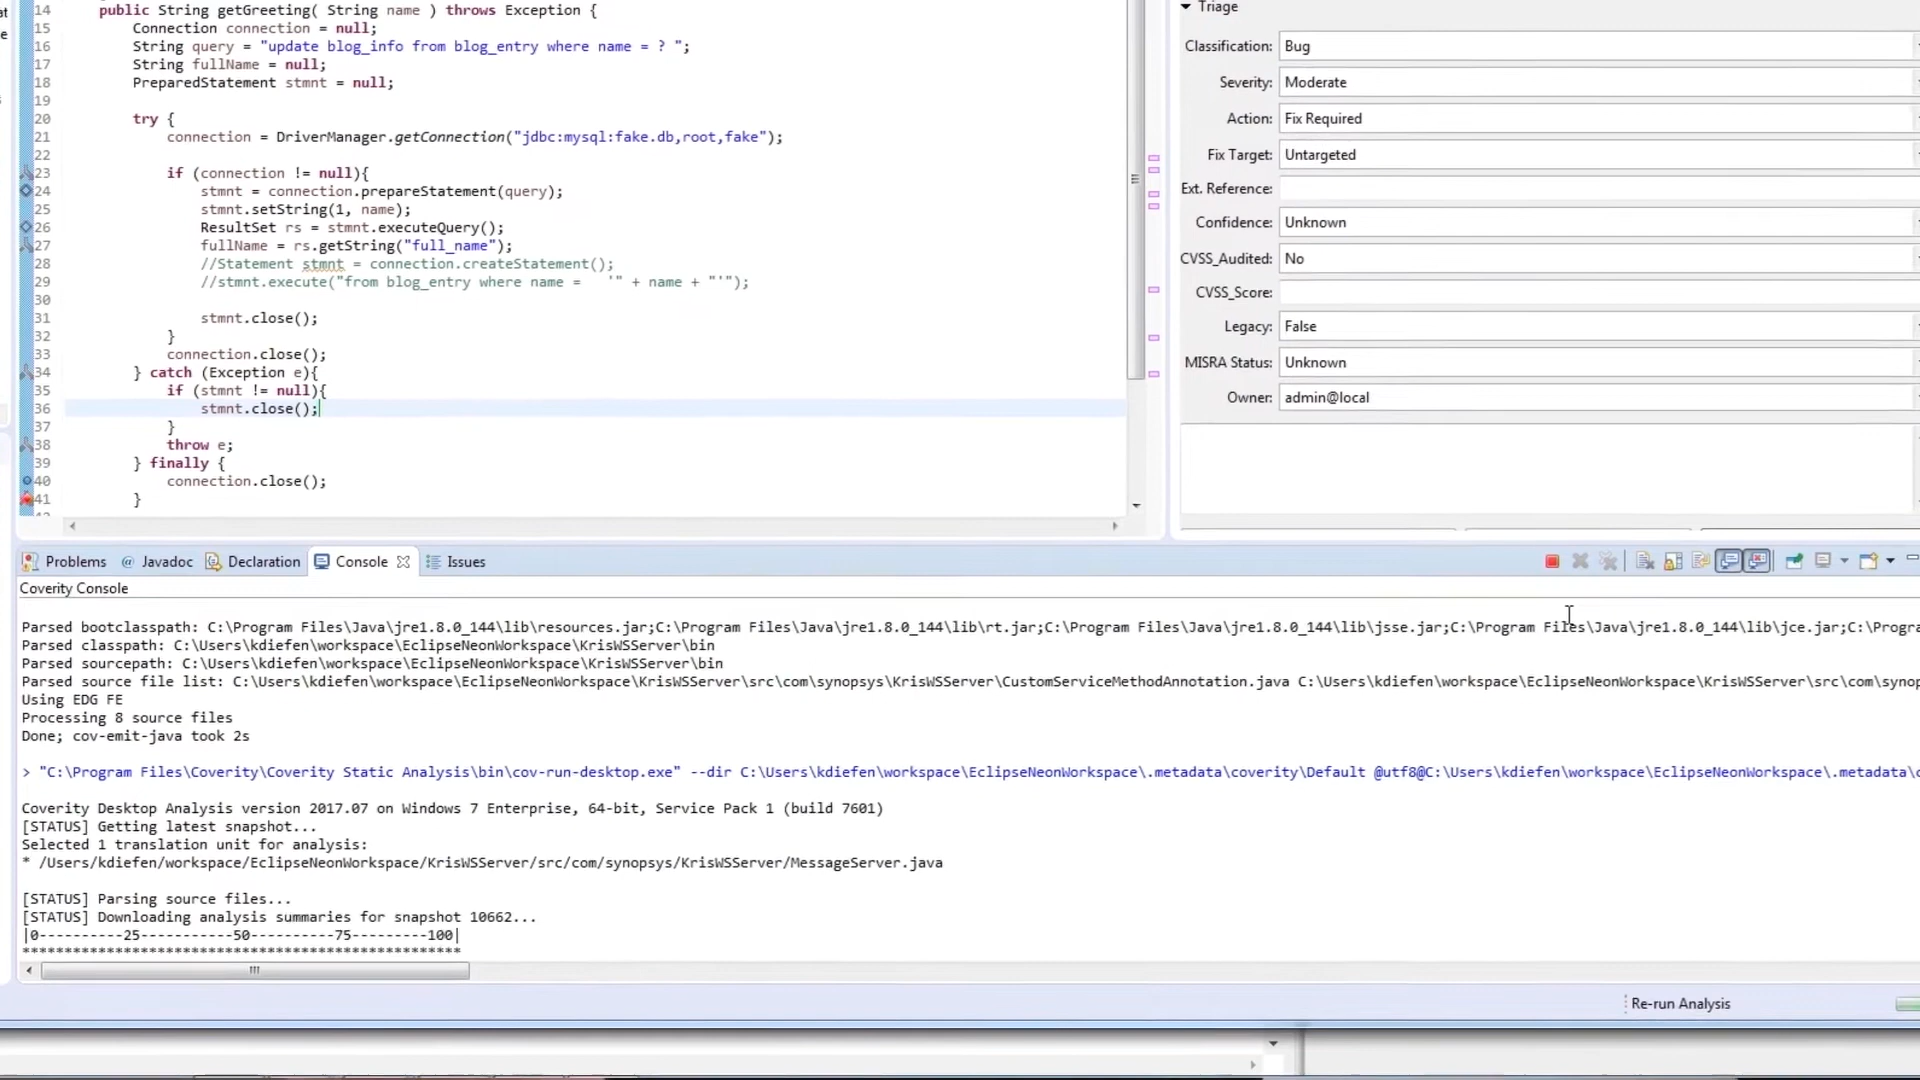 14 public String getGreeting( String name ) throws Exception {
15 Connection connection = null;
16 String query = "update blog_info from blog_entry where name = ? ";
17 String fullName = null;
18 PreparedStatement stmnt = null;
19
20 try {
21 connection = DriverManager.getConnection("jdbc:mysql:fake.db,root,fake");
22
23 if (connection != null){
24 stmnt = connection.prepareStatement(query);
25 stmnt.setString(1, name);
26 ResultSet rs = stmnt.executeQuery();
27 fullName = rs.getString("full_name");
28 //Statement stmnt = connection.createStatement();
29 //stmnt.execute("from blog_entry where name = '" + name + "'");
30
31 stmnt.close();
32 }
33 connection.close();
34 } catch (Exception e){
35 if (stmnt != null){
36 stmnt.close();
37 }
38 throw e;
39 } finally {
40 connection.close();
41 }
Triage
Classification: Bug
Severity: Moderate
Action: Fix Required
Fix Target: Untargeted
Ext. Reference:
Confidence: Unknown
CVSS_Audited: No
CVSS_Score:
Legacy: False
MISRA Status: Unknown
Owner: admin@local
Problems @ Javadoc Declaration Console Issues
Coverity Console
Parsed bootclasspath: C:\Program Files\Java\jre1.8.0_144\lib\resources.jar;C:\Program Files\Java\jre1.8.0_144\lib\rt.jar;C:\Program Files\Java\jre1.8.0_144\lib\jsse.jar;C:\Program Files\Java\jre1.8.0_144\lib\jce.jar;C:\Progra
Parsed classpath: C:\Users\kdiefen\workspace\EclipseNeonWorkspace\KrisWSServer\bin
Parsed sourcepath: C:\Users\kdiefen\workspace\EclipseNeonWorkspace\KrisWSServer\bin
Parsed source file list: C:\Users\kdiefen\workspace\EclipseNeonWorkspace\KrisWSServer\src\com\synopsys\KrisWSServer\CustomServiceMethodAnnotation.java C:\Users\kdiefen\workspace\EclipseNeonWorkspace\KrisWSServer\src\com\synop
Using EDG FE
Processing 8 source files
Done; cov-emit-java took 2s
> "C:\Program Files\Coverity\Coverity Static Analysis\bin\cov-run-desktop.exe" --dir C:\Users\kdiefen\workspace\EclipseNeonWorkspace\.metadata\coverity\Default @utf8@C:\Users\kdiefen\workspace\EclipseNeonWorkspace\.metadata\c
Coverity Desktop Analysis version 2017.07 on Windows 7 Enterprise, 64-bit, Service Pack 1 (build 7601)
[STATUS] Getting latest snapshot...
Selected 1 translation unit for analysis:
* /Users/kdiefen/workspace/EclipseNeonWorkspace/KrisWSServer/src/com/synopsys/KrisWSServer/MessageServer.java
[STATUS] Parsing source files...
[STATUS] Downloading analysis summaries for snapshot 10662...
|0----------25-----------50----------75---------100|
****************************************************
Re-run Analysis